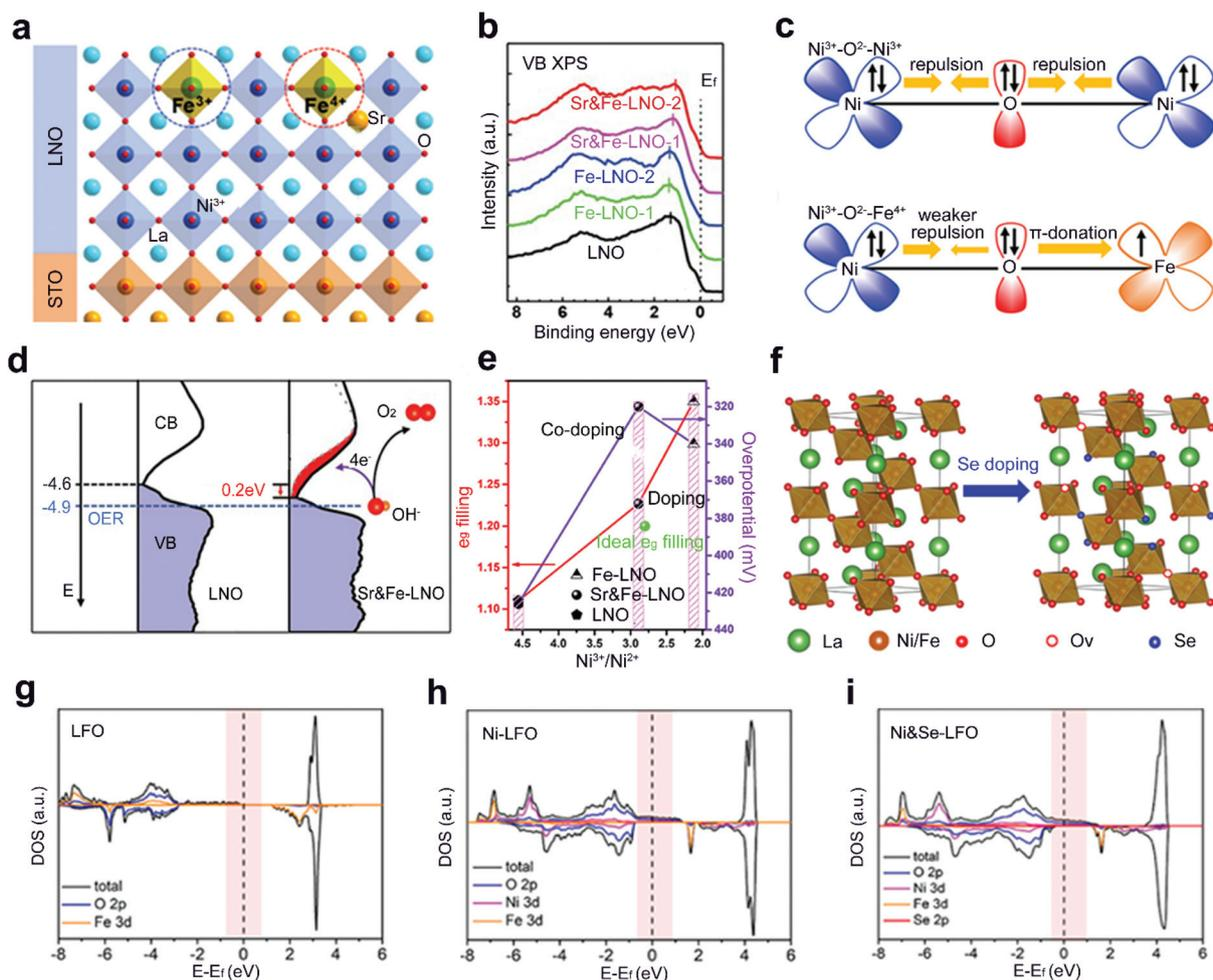 a
LNO
STO
Fe³⁺
Fe⁴⁺
Sr
O
Ni³⁺
La
b
VB XPS
E_f
Sr&Fe-LNO-2
Sr&Fe-LNO-1
Fe-LNO-2
Fe-LNO-1
LNO
Intensity (a.u.)
8 6 4 2 0
Binding energy (eV)
c
Ni³⁺-O²⁻-Ni³⁺
repulsion repulsion
Ni O Ni
Ni³⁺-O²⁻-Fe⁴⁺
weaker
repulsion
π-donation
Ni O Fe
d
CB
O₂
4e⁻
-4.6
0.2eV
-4.9
OER
OH⁻
VB
E
LNO
Sr&Fe-LNO
e
e_g filling
1.35
1.30
1.25
1.20
1.15
1.10
Co-doping
Doping
Ideal e_g filling
Fe-LNO
Sr&Fe-LNO
LNO
320
340
360
380
400
420
440
Overpotential (mV)
4.5 4.0 3.5 3.0 2.5 2.0
Ni³⁺/Ni²⁺
f
Se doping
La Ni/Fe O Ov Se
g
LFO
DOS (a.u.)
total
O 2p
Fe 3d
-8 -6 -4 -2 0 2 4 6
E-E_f (eV)
h
Ni-LFO
DOS (a.u.)
total
O 2p
Ni 3d
Fe 3d
-8 -6 -4 -2 0 2 4 6
E-E_f (eV)
i
Ni&Se-LFO
DOS (a.u.)
total
O 2p
Ni 3d
Fe 3d
Se 2p
-8 -6 -4 -2 0 2 4 6
E-E_f (eV)